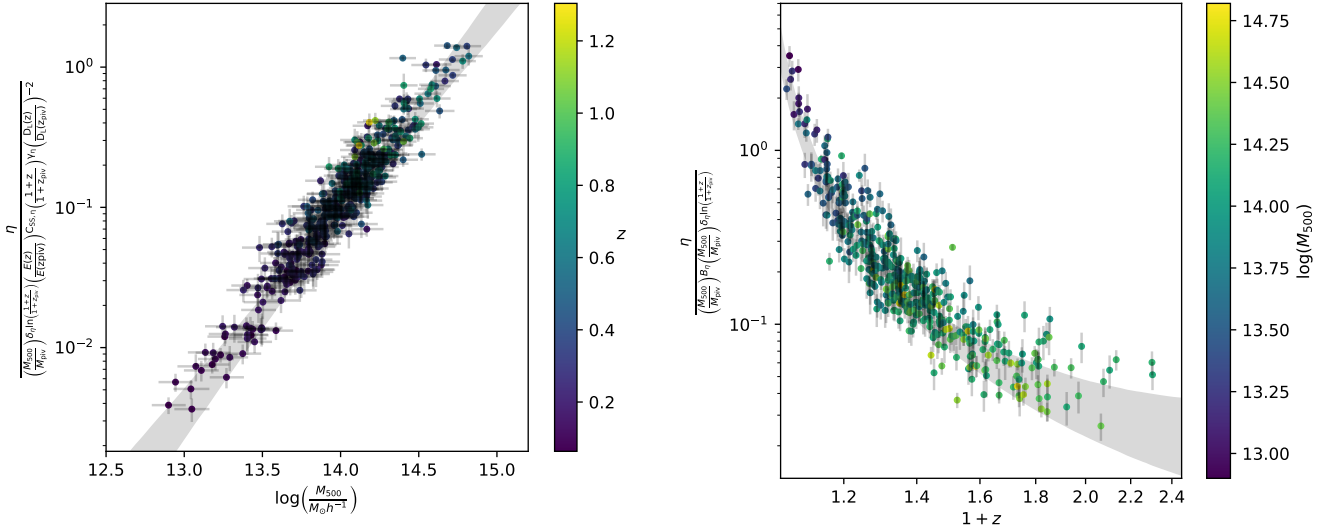 η
(M500/Mpiv)^δη ln(1+z/1+zpiv) (E(z)/E(zpiv))^CSS,η (1+z/1+zpiv)^γη (DL(z)/DL(zpiv))^−2
10^0
10^−1
10^−2
12.5 13.0 13.5 14.0 14.5 15.0
log(M500/M⊙h^−1)
1.2
1.0
0.8
0.6
0.4
0.2
z
η
(M500/Mpiv)^Bη (M500/Mpiv)^δη ln(1+z/1+zpiv)
10^0
10^−1
1.2 1.4 1.6 1.8 2.0 2.2 2.4
1 + z
14.75
14.50
14.25
14.00
13.75
13.50
13.25
13.00
log(M500)